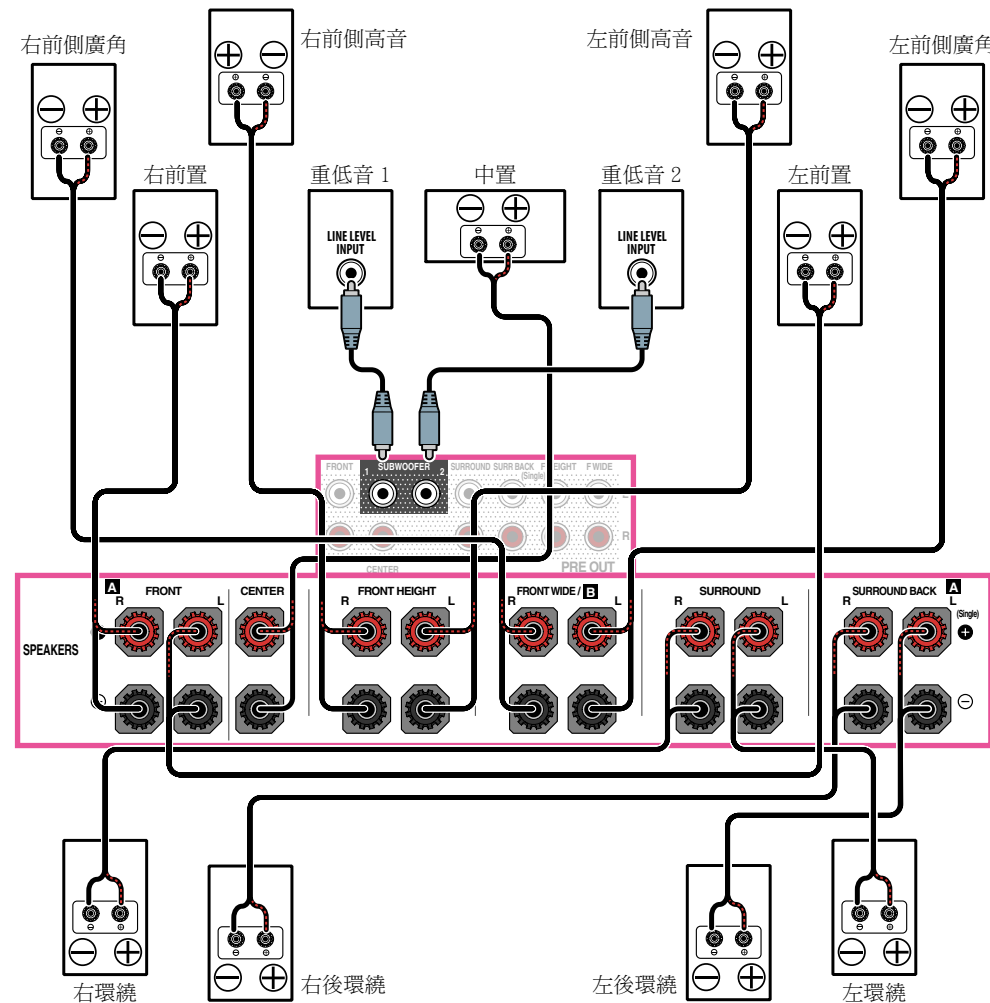 右前側廣角
右前側高音
左前側高音
左前側廣角
右前置
重低音 1
中置
重低音 2
左前置
LINE LEVEL
INPUT
LINE LEVEL
INPUT
FRONT
SUBWOOFER
SURROUND
SURR BACK
(Single)
F WIDE
1
2
L
R
CENTER
PRE OUT
SPEAKERS
A
FRONT
R
L
CENTER
FRONT HEIGHT
R
L
FRONT WIDE / B
R
L
SURROUND
R
L
SURROUND BACK
A
R
L
(Single)
右環繞
右後環繞
左後環繞
左環繞